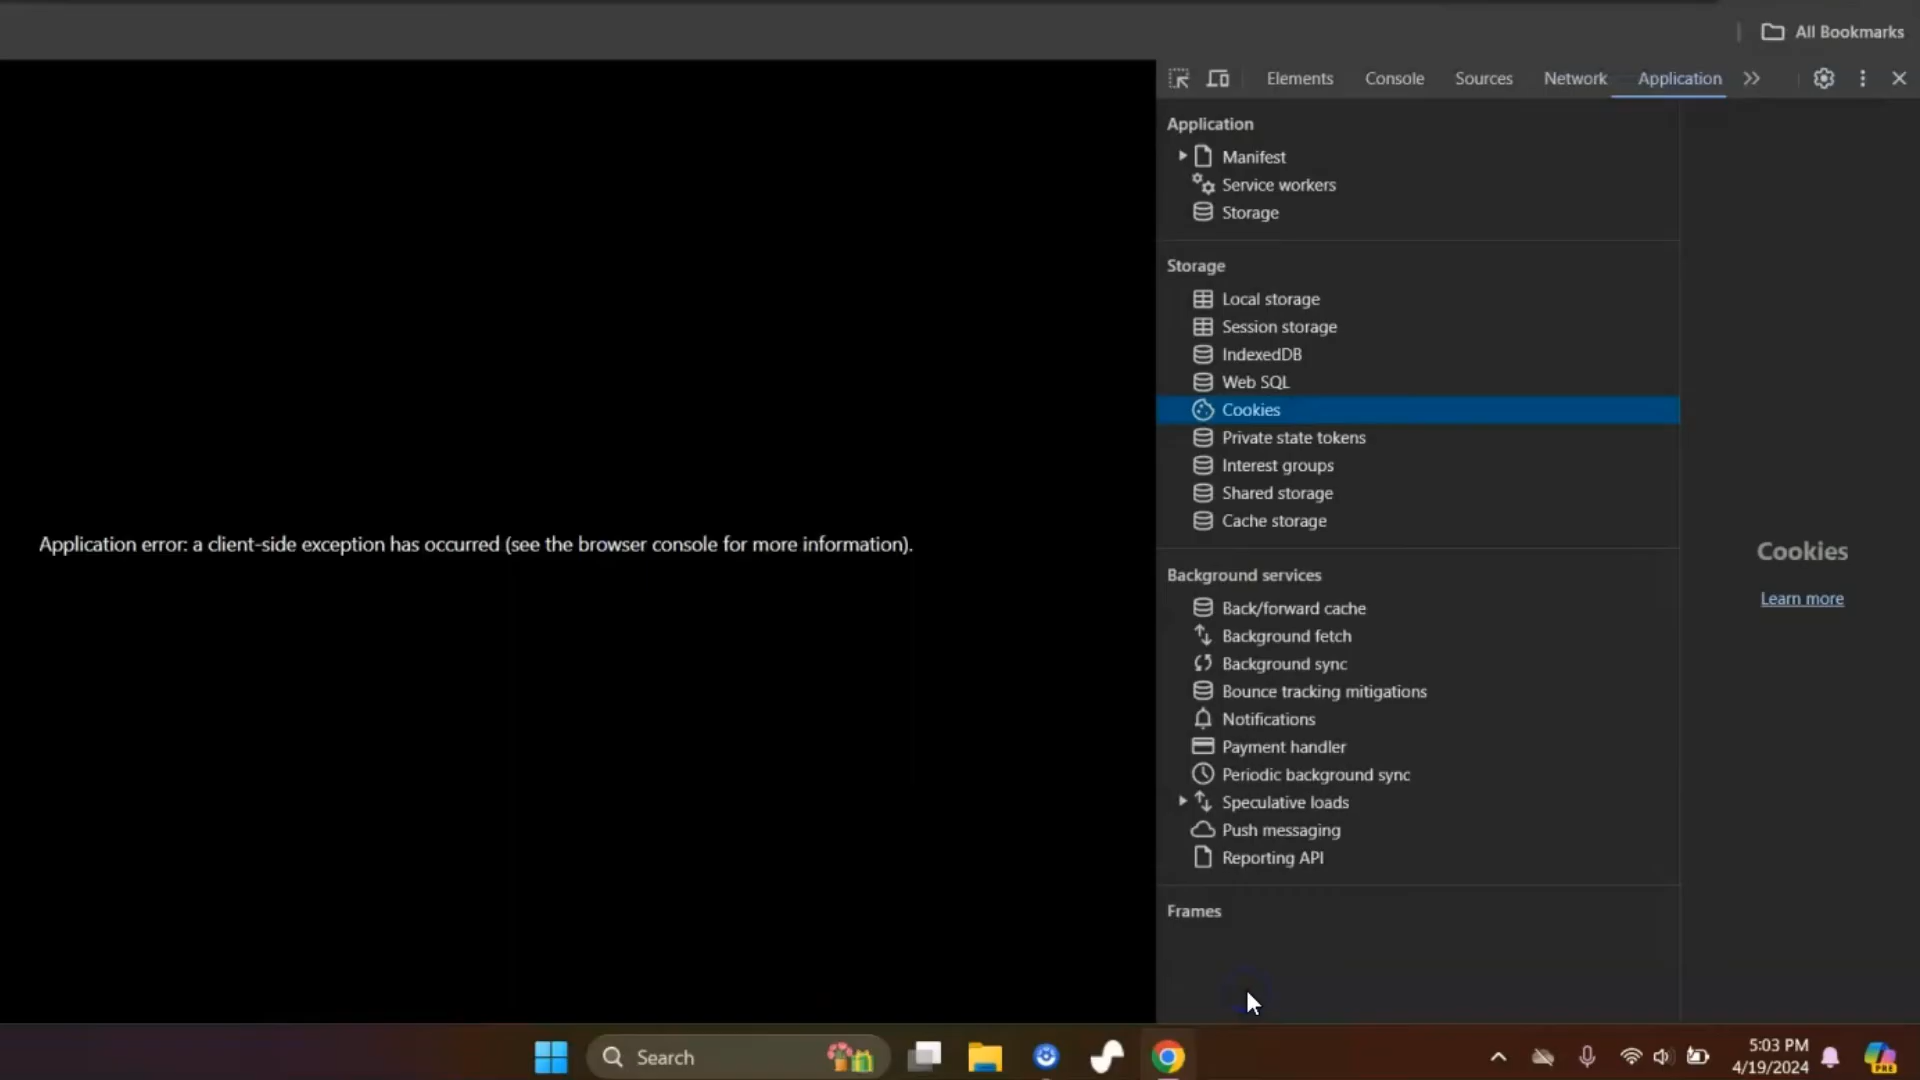 All Bookmarks
Elements
Console
Sources
Network
Application
Application
Manifest
Service workers
Storage
Storage
Local storage
Session storage
IndexedDB
Web SQL
Cookies
Private state tokens
Interest groups
Shared storage
Cache storage
Background services
Back/forward cache
Background fetch
Background sync
Bounce tracking mitigations
Notifications
Payment handler
Periodic background sync
Speculative loads
Push messaging
Reporting API
Frames
Application error: a client-side exception has occurred (see the browser console for more information).
Cookies
Learn more
Search
5:03 PM
4/19/2024
PRE